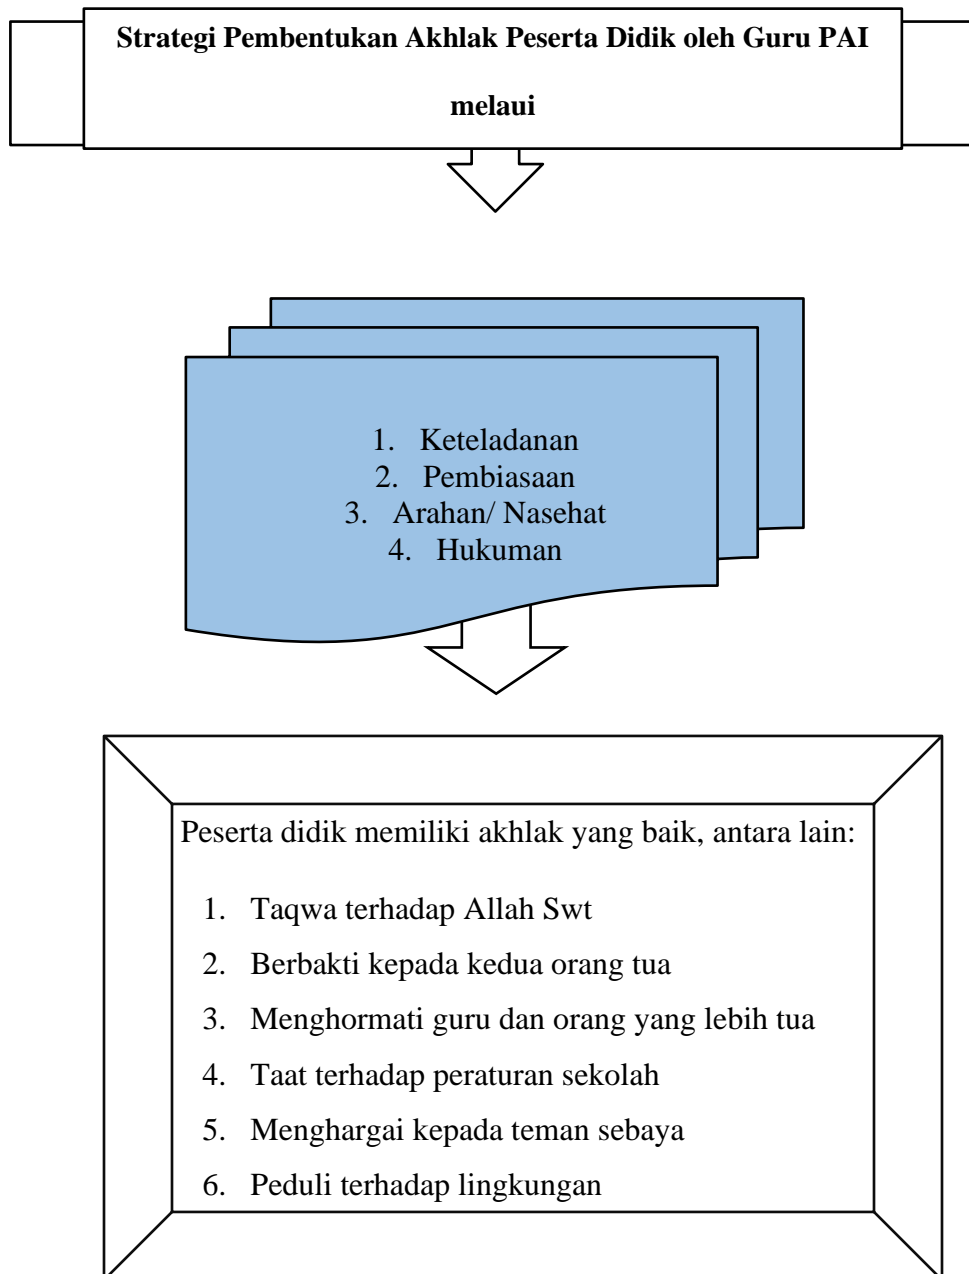 Strategi Pembentukan Akhlak Peserta Didik oleh Guru PAI
melaui
1. Keteladanan
2. Pembiasaan
3. Arahan/ Nasehat
4. Hukuman
Peserta didik memiliki akhlak yang baik, antara lain:
1. Taqwa terhadap Allah Swt
2. Berbakti kepada kedua orang tua
3. Menghormati guru dan orang yang lebih tua
4. Taat terhadap peraturan sekolah
5. Menghargai kepada teman sebaya
6. Peduli terhadap lingkungan